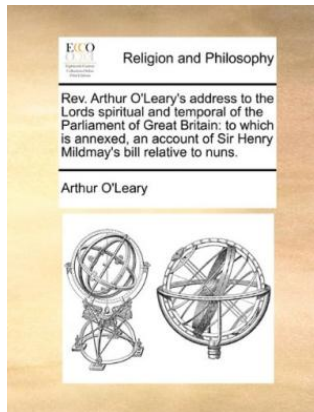 ECCO
Religion and Philosophy
Rev. Arthur O'Leary's address to the
Lords spiritual and temporal of the
Parliament of Great Britain: to which
is annexed, an account of Sir Henry
Mildmay's bill relative to nuns.
Arthur O'Leary